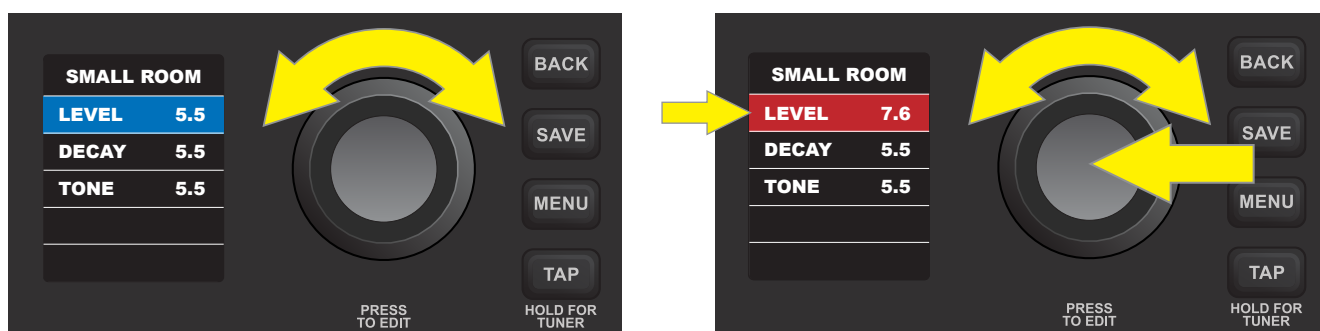 SMALL ROOM
LEVEL 5.5
DECAY 5.5
TONE 5.5
BACK
SAVE
MENU
TAP
PRESS
TO EDIT
HOLD FOR
TUNER
SMALL ROOM
LEVEL 7.6
DECAY 5.5
TONE 5.5
BACK
SAVE
MENU
TAP
PRESS
TO EDIT
HOLD FOR
TUNER